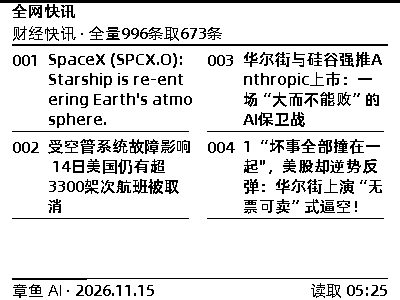 全网快讯
财经快讯 · 全量996条取673条
001 SpaceX (SPCX.O):
Starship is re-ent
ering Earth's atmo
sphere.
002 受空管系统故障影响
14日美国仍有超
3300架次航班被取
消
003 华尔街与硅谷强推A
nthropic上市：一
场“大而不能败”的
AI保卫战
004 1 “坏事全部撞在一
起"，美股却逆势反
弹：华尔街上演“无
票可卖”式逼空！
章鱼 AI · 2026.11.15
读取 05:25